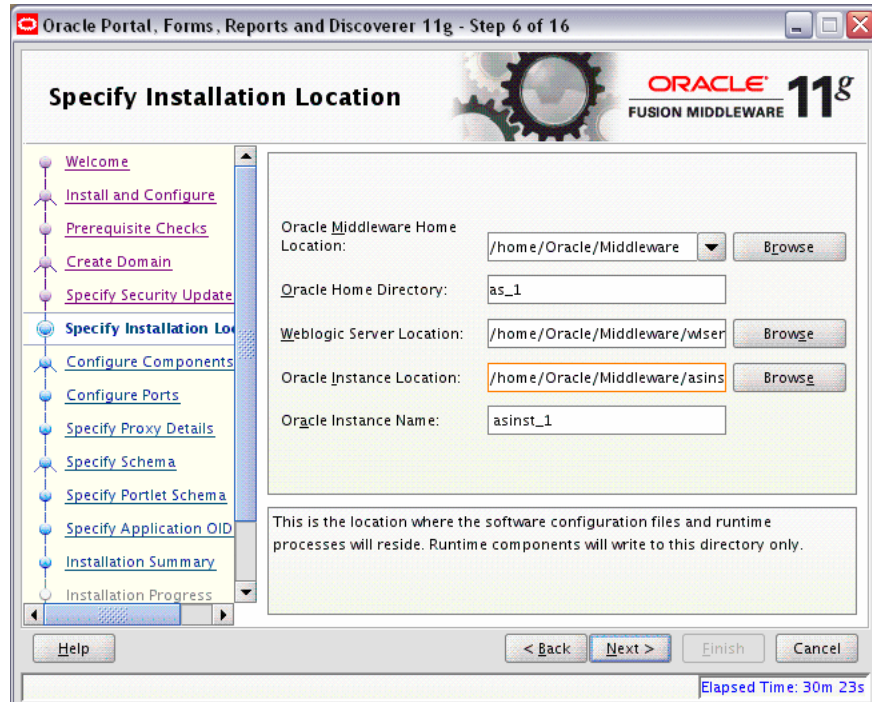 Oracle Portal, Forms, Reports and Discoverer 11g - Step 6 of 16
Specify Installation Location
ORACLE
FUSION MIDDLEWARE
11g
Welcome
Install and Configure
Prerequisite Checks
Create Domain
Specify Security Update
Specify Installation Lo
Configure Components
Configure Ports
Specify Proxy Details
Specify Schema
Specify Portlet Schema
Specify Application OID
Installation Summary
Installation Progress
Oracle Middleware Home
Location:
/home/Oracle/Middleware
Browse
Oracle Home Directory:
as_1
Weblogic Server Location:
/home/Oracle/Middleware/wlser
Browse
Oracle Instance Location:
/home/Oracle/Middleware/asins
Browse
Oracle Instance Name:
asinst_1
This is the location where the software configuration files and runtime
processes will reside. Runtime components will write to this directory only.
Help
< Back
Next >
Finish
Cancel
Elapsed Time: 30m 23s